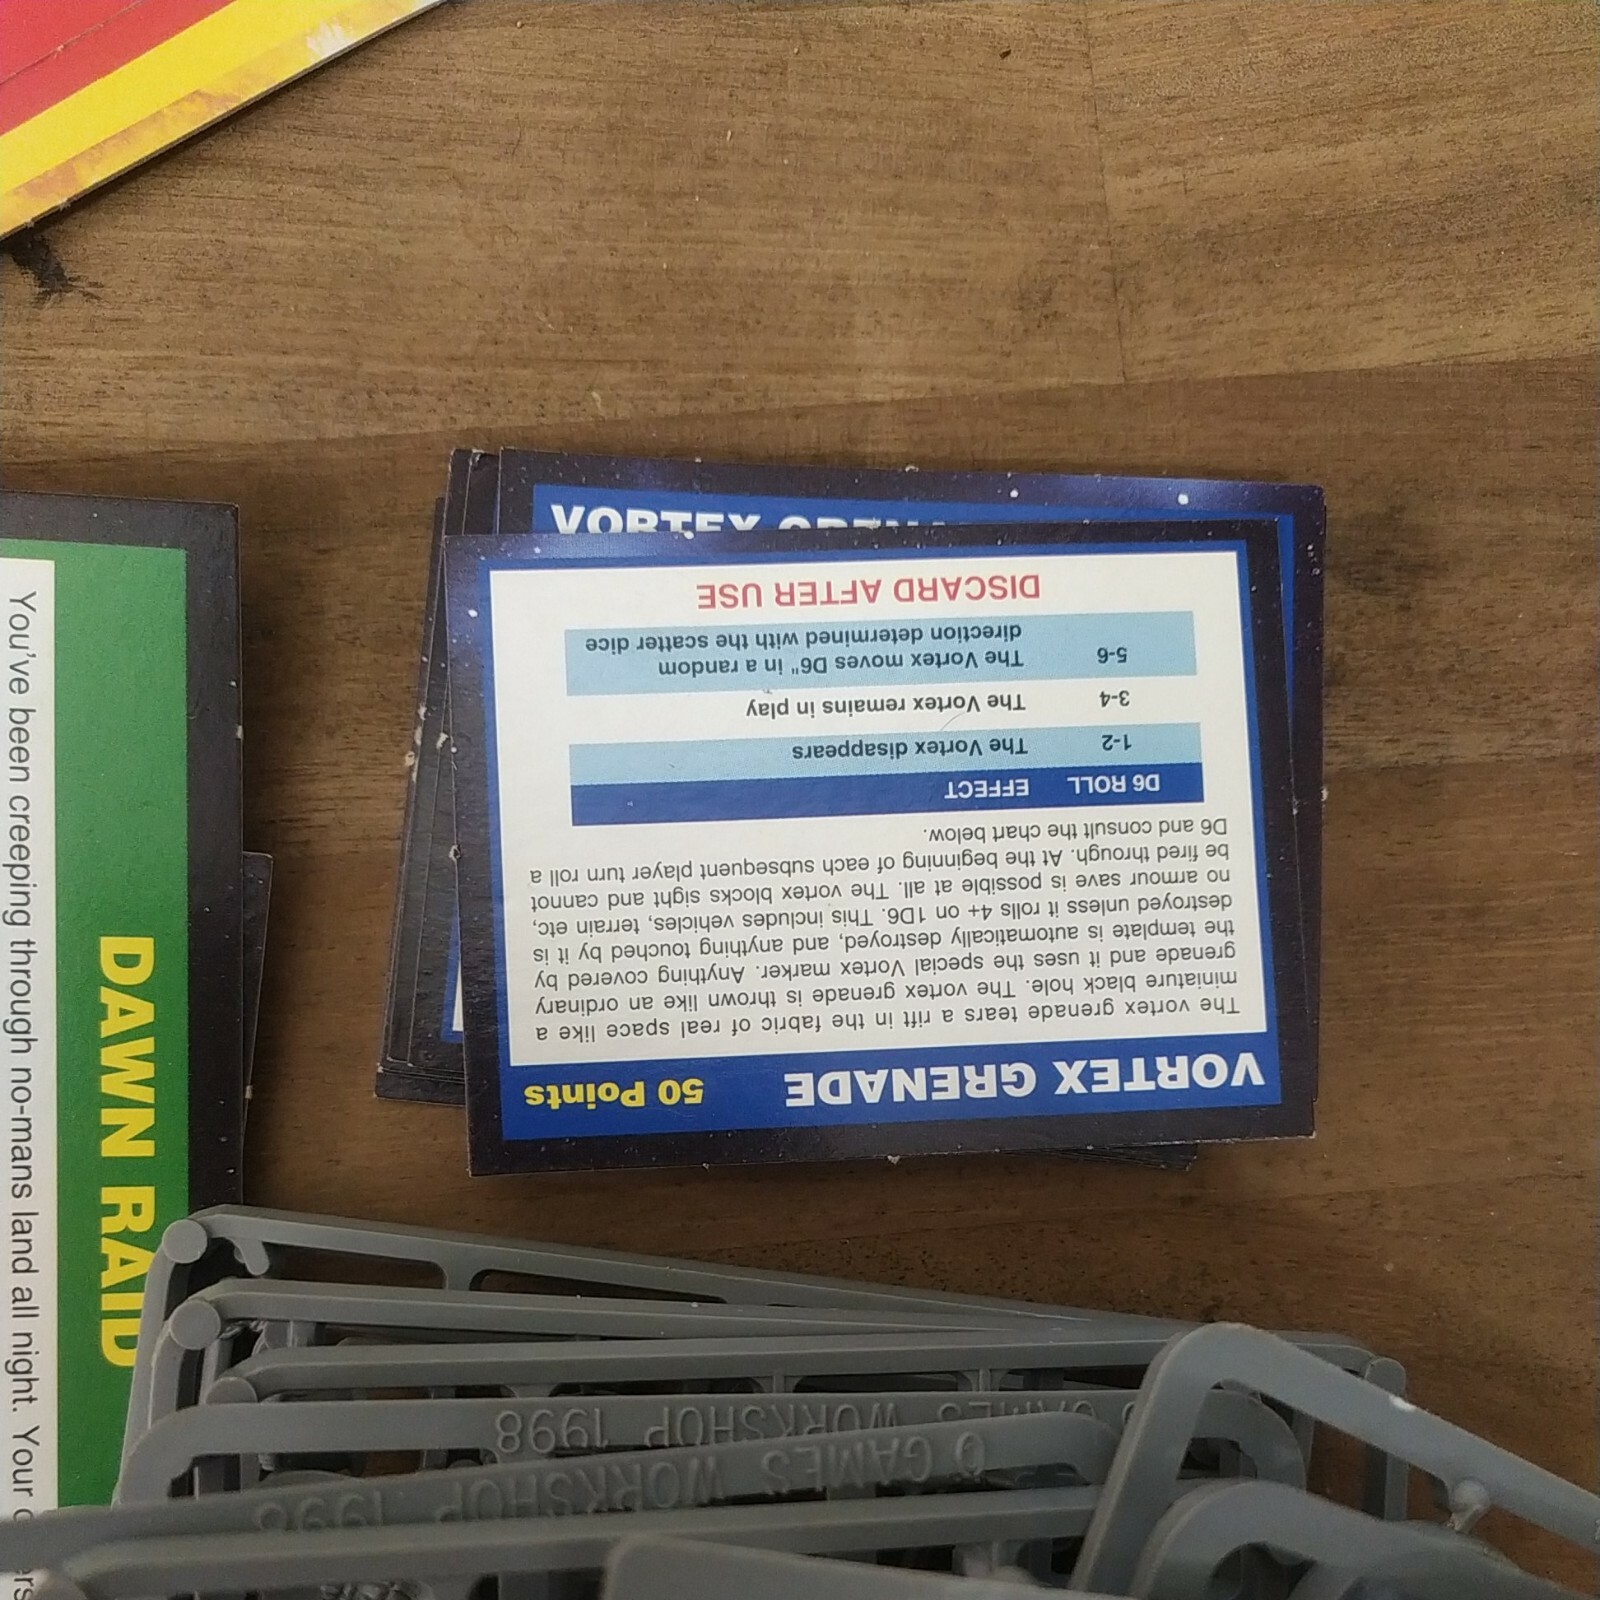 VORTEX GRENADE 50 Points
The vortex grenade tears a rift in the fabric of real space like a
miniature black hole. The vortex grenade is thrown like an ordinary
grenade and it uses the special Vortex marker. Anything covered by
the template is automatically destroyed, and anything touched by it is
destroyed unless it rolls 4+ on 1D6. This includes vehicles, terrain etc,
no armour save is possible at all. The vortex blocks sight and cannot
be fired through. At the beginning of each subsequent player turn roll a
D6 and consult the chart below.
D6 ROLL EFFECT
1-2 The Vortex disappears
3-4 The Vortex remains in play
5-6 The Vortex moves D6" in a random
direction determined with the scatter dice
DISCARD AFTER USE
VORTEX GRENA
DAWN RAID
You've been creeping through no-mans land all night. Your
© GAMES WORKSHOP 1998
GAMES WORKSHOP 1998